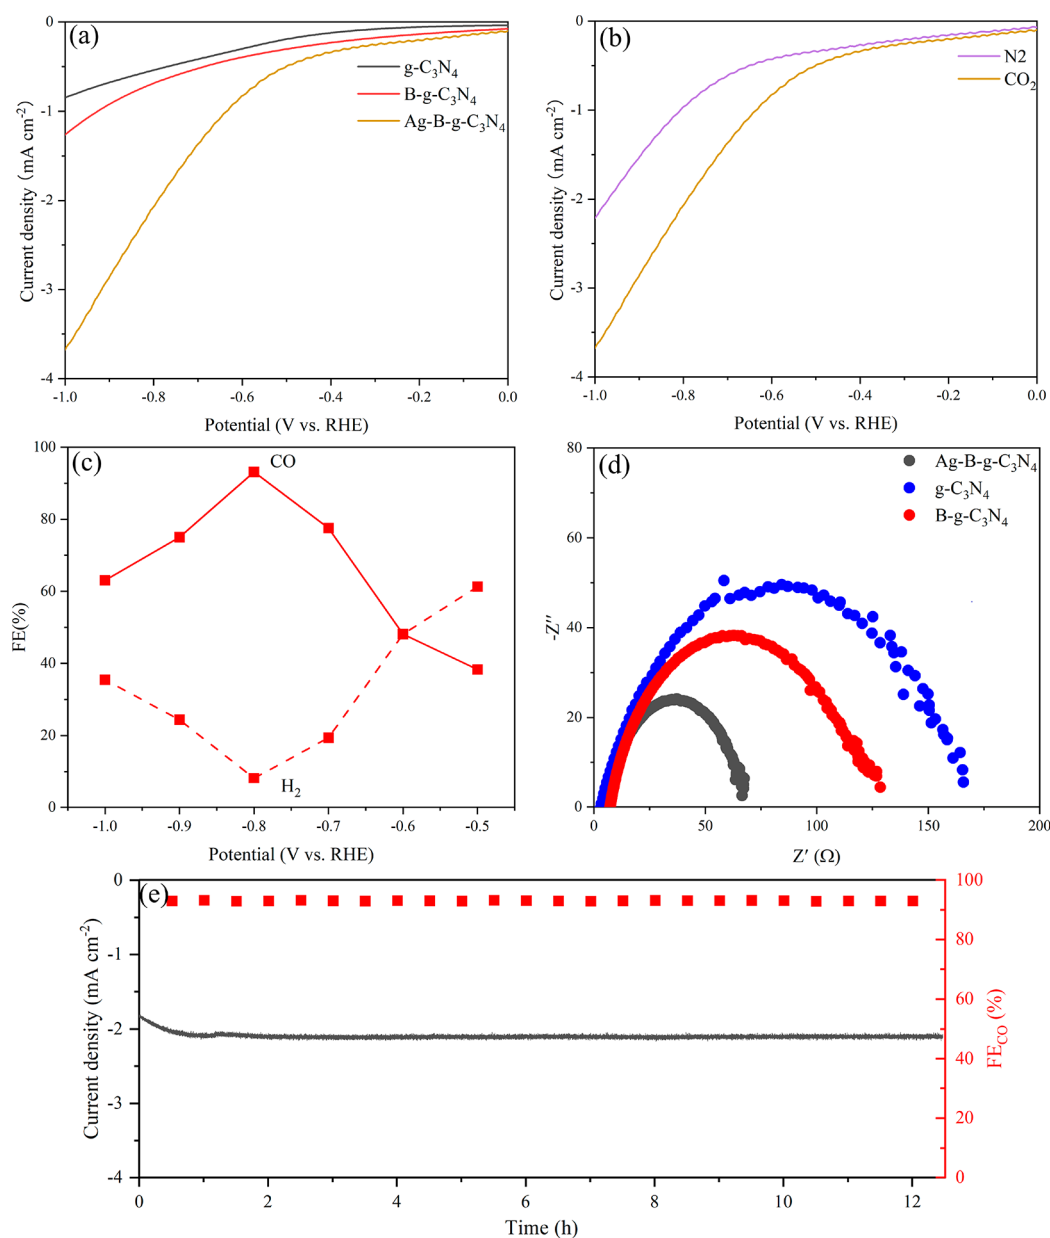 (a)
g-C₃N₄
B-g-C₃N₄
Ag-B-g-C₃N₄
0
-1
-2
-3
-4
-1.0
-0.8
-0.6
-0.4
-0.2
0.0
Current density (mA cm⁻²)
Potential (V vs. RHE)
(b)
N2
CO₂
0
-1
-2
-3
-4
-1.0
-0.8
-0.6
-0.4
-0.2
0.0
Current density (mA cm⁻²)
Potential (V vs. RHE)
(c)
CO
H₂
100
80
60
40
20
0
-1.0
-0.9
-0.8
-0.7
-0.6
-0.5
FE(%)
Potential (V vs. RHE)
(d)
Ag-B-g-C₃N₄
g-C₃N₄
B-g-C₃N₄
80
60
40
20
0
0
50
100
150
200
-Z''
Z' (Ω)
(e)
0
-1
-2
-3
-4
Current density (mA cm⁻²)
100
80
60
40
20
0
FE_CO (%)
0
2
4
6
8
10
12
Time (h)